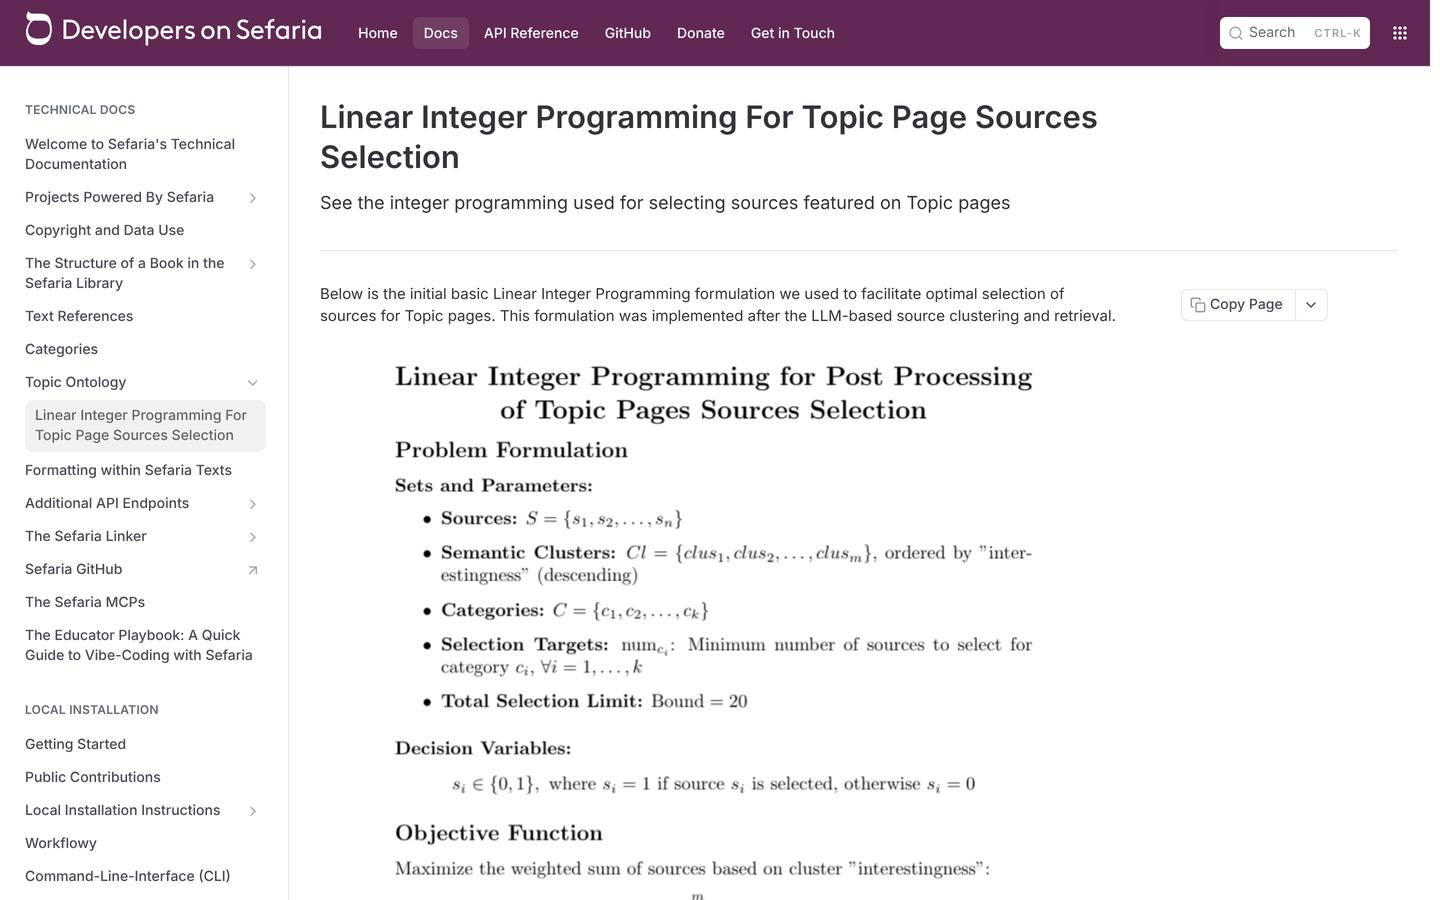 Developers on Sefaria
Home
Docs
API Reference
GitHub
Donate
Get in Touch
Search
CTRL-K
TECHNICAL DOCS
Welcome to Sefaria's Technical
Documentation
Projects Powered By Sefaria
Copyright and Data Use
The Structure of a Book in the
Sefaria Library
Text References
Categories
Topic Ontology
Linear Integer Programming For
Topic Page Sources Selection
Formatting within Sefaria Texts
Additional API Endpoints
The Sefaria Linker
Sefaria GitHub
The Sefaria MCPs
The Educator Playbook: A Quick
Guide to Vibe-Coding with Sefaria
LOCAL INSTALLATION
Getting Started
Public Contributions
Local Installation Instructions
Workflowy
Command-Line-Interface (CLI)
Linear Integer Programming For Topic Page Sources
Selection
See the integer programming used for selecting sources featured on Topic pages
Below is the initial basic Linear Integer Programming formulation we used to facilitate optimal selection of
sources for Topic pages. This formulation was implemented after the LLM-based source clustering and retrieval.
Copy Page
Linear Integer Programming for Post Processing
of Topic Pages Sources Selection
Problem Formulation
Sets and Parameters:
• Sources: S = {s₁, s₂, . . . , sₙ}
• Semantic Clusters: Cl = {clus₁, clus₂, . . . , clusₘ}, ordered by ”inter-
estingness” (descending)
• Categories: C = {c₁, c₂, . . . , cₖ}
• Selection Targets: num_{cᵢ}: Minimum number of sources to select for
category cᵢ, ∀i = 1, . . . , k
• Total Selection Limit: Bound = 20
Decision Variables:
sᵢ ∈ {0, 1}, where sᵢ = 1 if source sᵢ is selected, otherwise sᵢ = 0
Objective Function
Maximize the weighted sum of sources based on cluster ”interestingness”:
m